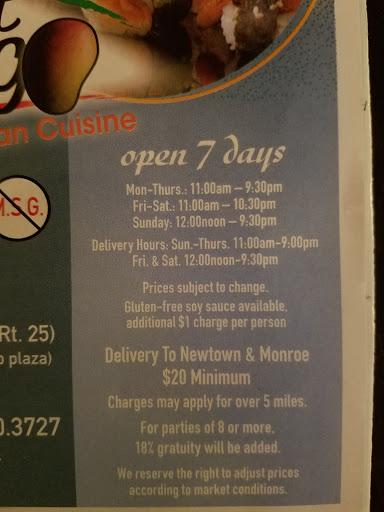 t
go
an Cuisine
M.S.G.
open 7 days
Mon-Thurs.: 11:00am – 9:30pm
Fri-Sat.: 11:00am – 10:30pm
Sunday: 12:00noon – 9:30pm
Delivery Hours: Sun.-Thurs. 11:00am-9:00pm
Fri. & Sat. 12:00noon-9:30pm
Prices subject to change.
Gluten-free soy sauce available,
additional $1 charge per person
Rt. 25)
o plaza)
Delivery To Newtown & Monroe
$20 Minimum
Charges may apply for over 5 miles.
0.3727
For parties of 8 or more,
18% gratuity will be added.
We reserve the right to adjust prices
according to market conditions.